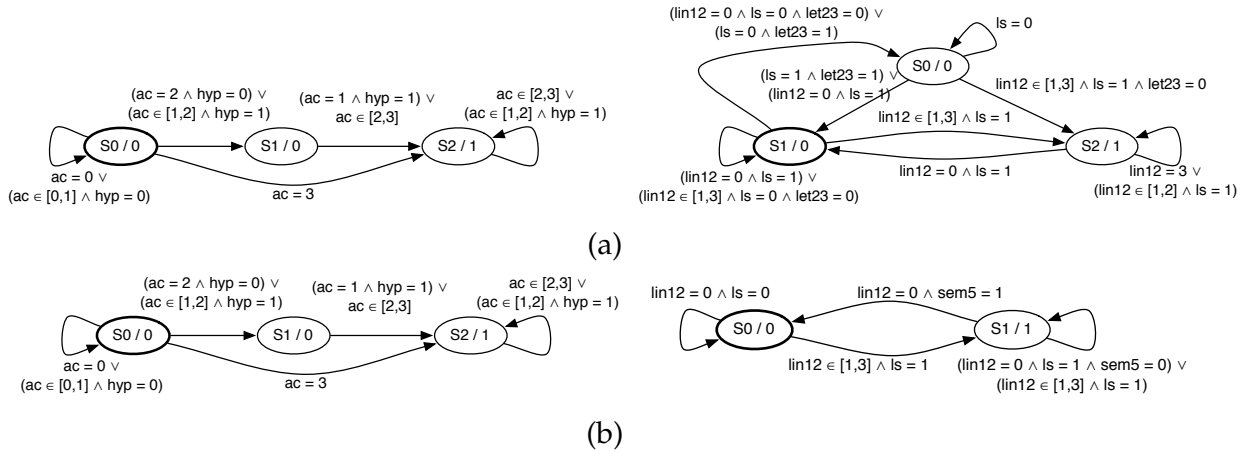 (lin12 = 0 ∧ ls = 0 ∧ let23 = 0) ∨
(ls = 0 ∧ let23 = 1)
ls = 0
S0 / 0
(ac = 2 ∧ hyp = 0) ∨
(ac ∈ [1,2] ∧ hyp = 1)
(ac = 1 ∧ hyp = 1) ∨
ac ∈ [2,3]
ac ∈ [2,3] ∨
(ac ∈ [1,2] ∧ hyp = 1)
S0 / 0
S1 / 0
S2 / 1
ac = 0 ∨
(ac ∈ [0,1] ∧ hyp = 0)
ac = 3
(ls = 1 ∧ let23 = 1) ∨
(lin12 = 0 ∧ ls = 1)
lin12 ∈ [1,3] ∧ ls = 1 ∧ let23 = 0
lin12 ∈ [1,3] ∧ ls = 1
S1 / 0
S2 / 1
lin12 = 0 ∧ ls = 1
(lin12 = 0 ∧ ls = 1) ∨
(lin12 ∈ [1,3] ∧ ls = 0 ∧ let23 = 0)
lin12 = 3 ∨
(lin12 ∈ [1,2] ∧ ls = 1)
(a)
(ac = 2 ∧ hyp = 0) ∨
(ac ∈ [1,2] ∧ hyp = 1)
(ac = 1 ∧ hyp = 1) ∨
ac ∈ [2,3]
ac ∈ [2,3] ∨
(ac ∈ [1,2] ∧ hyp = 1)
S0 / 0
S1 / 0
S2 / 1
ac = 0 ∨
(ac ∈ [0,1] ∧ hyp = 0)
ac = 3
lin12 = 0 ∧ ls = 0
lin12 = 0 ∧ sem5 = 1
S0 / 0
S1 / 1
lin12 ∈ [1,3] ∧ ls = 1
(lin12 = 0 ∧ ls = 1 ∧ sem5 = 0) ∨
(lin12 ∈ [1,3] ∧ ls = 1)
(b)